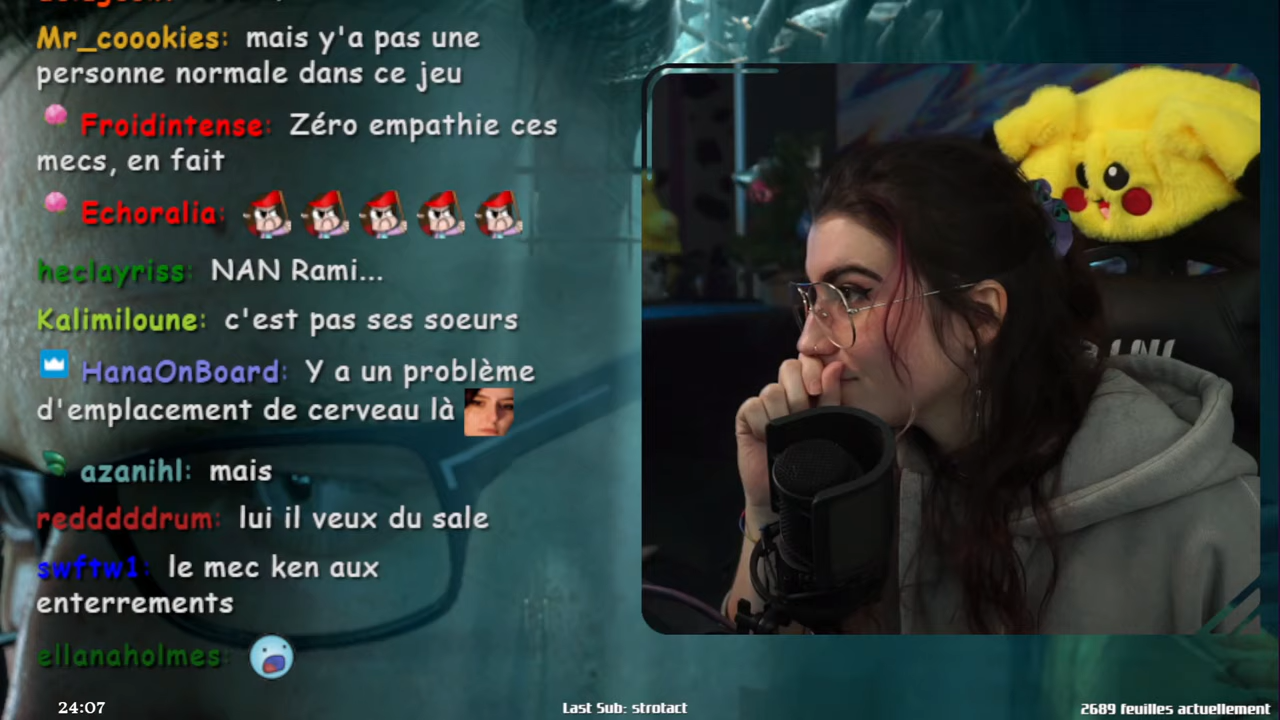 Mr_coookies: mais y'a pas une
personne normale dans ce jeu
Froidintense: Zéro empathie ces
mecs, en fait
Echoralia:
heclayriss: NAN Rami...
Kalimiloune: c'est pas ses soeurs
HanaOnBoard: Y a un problème
d'emplacement de cerveau là
azanihl: mais
redddddrum: lui il veux du sale
swftw1: le mec ken aux
enterrements
ellanaholmes:
24:07
Last Sub: strotact
2689 feuilles actuellement